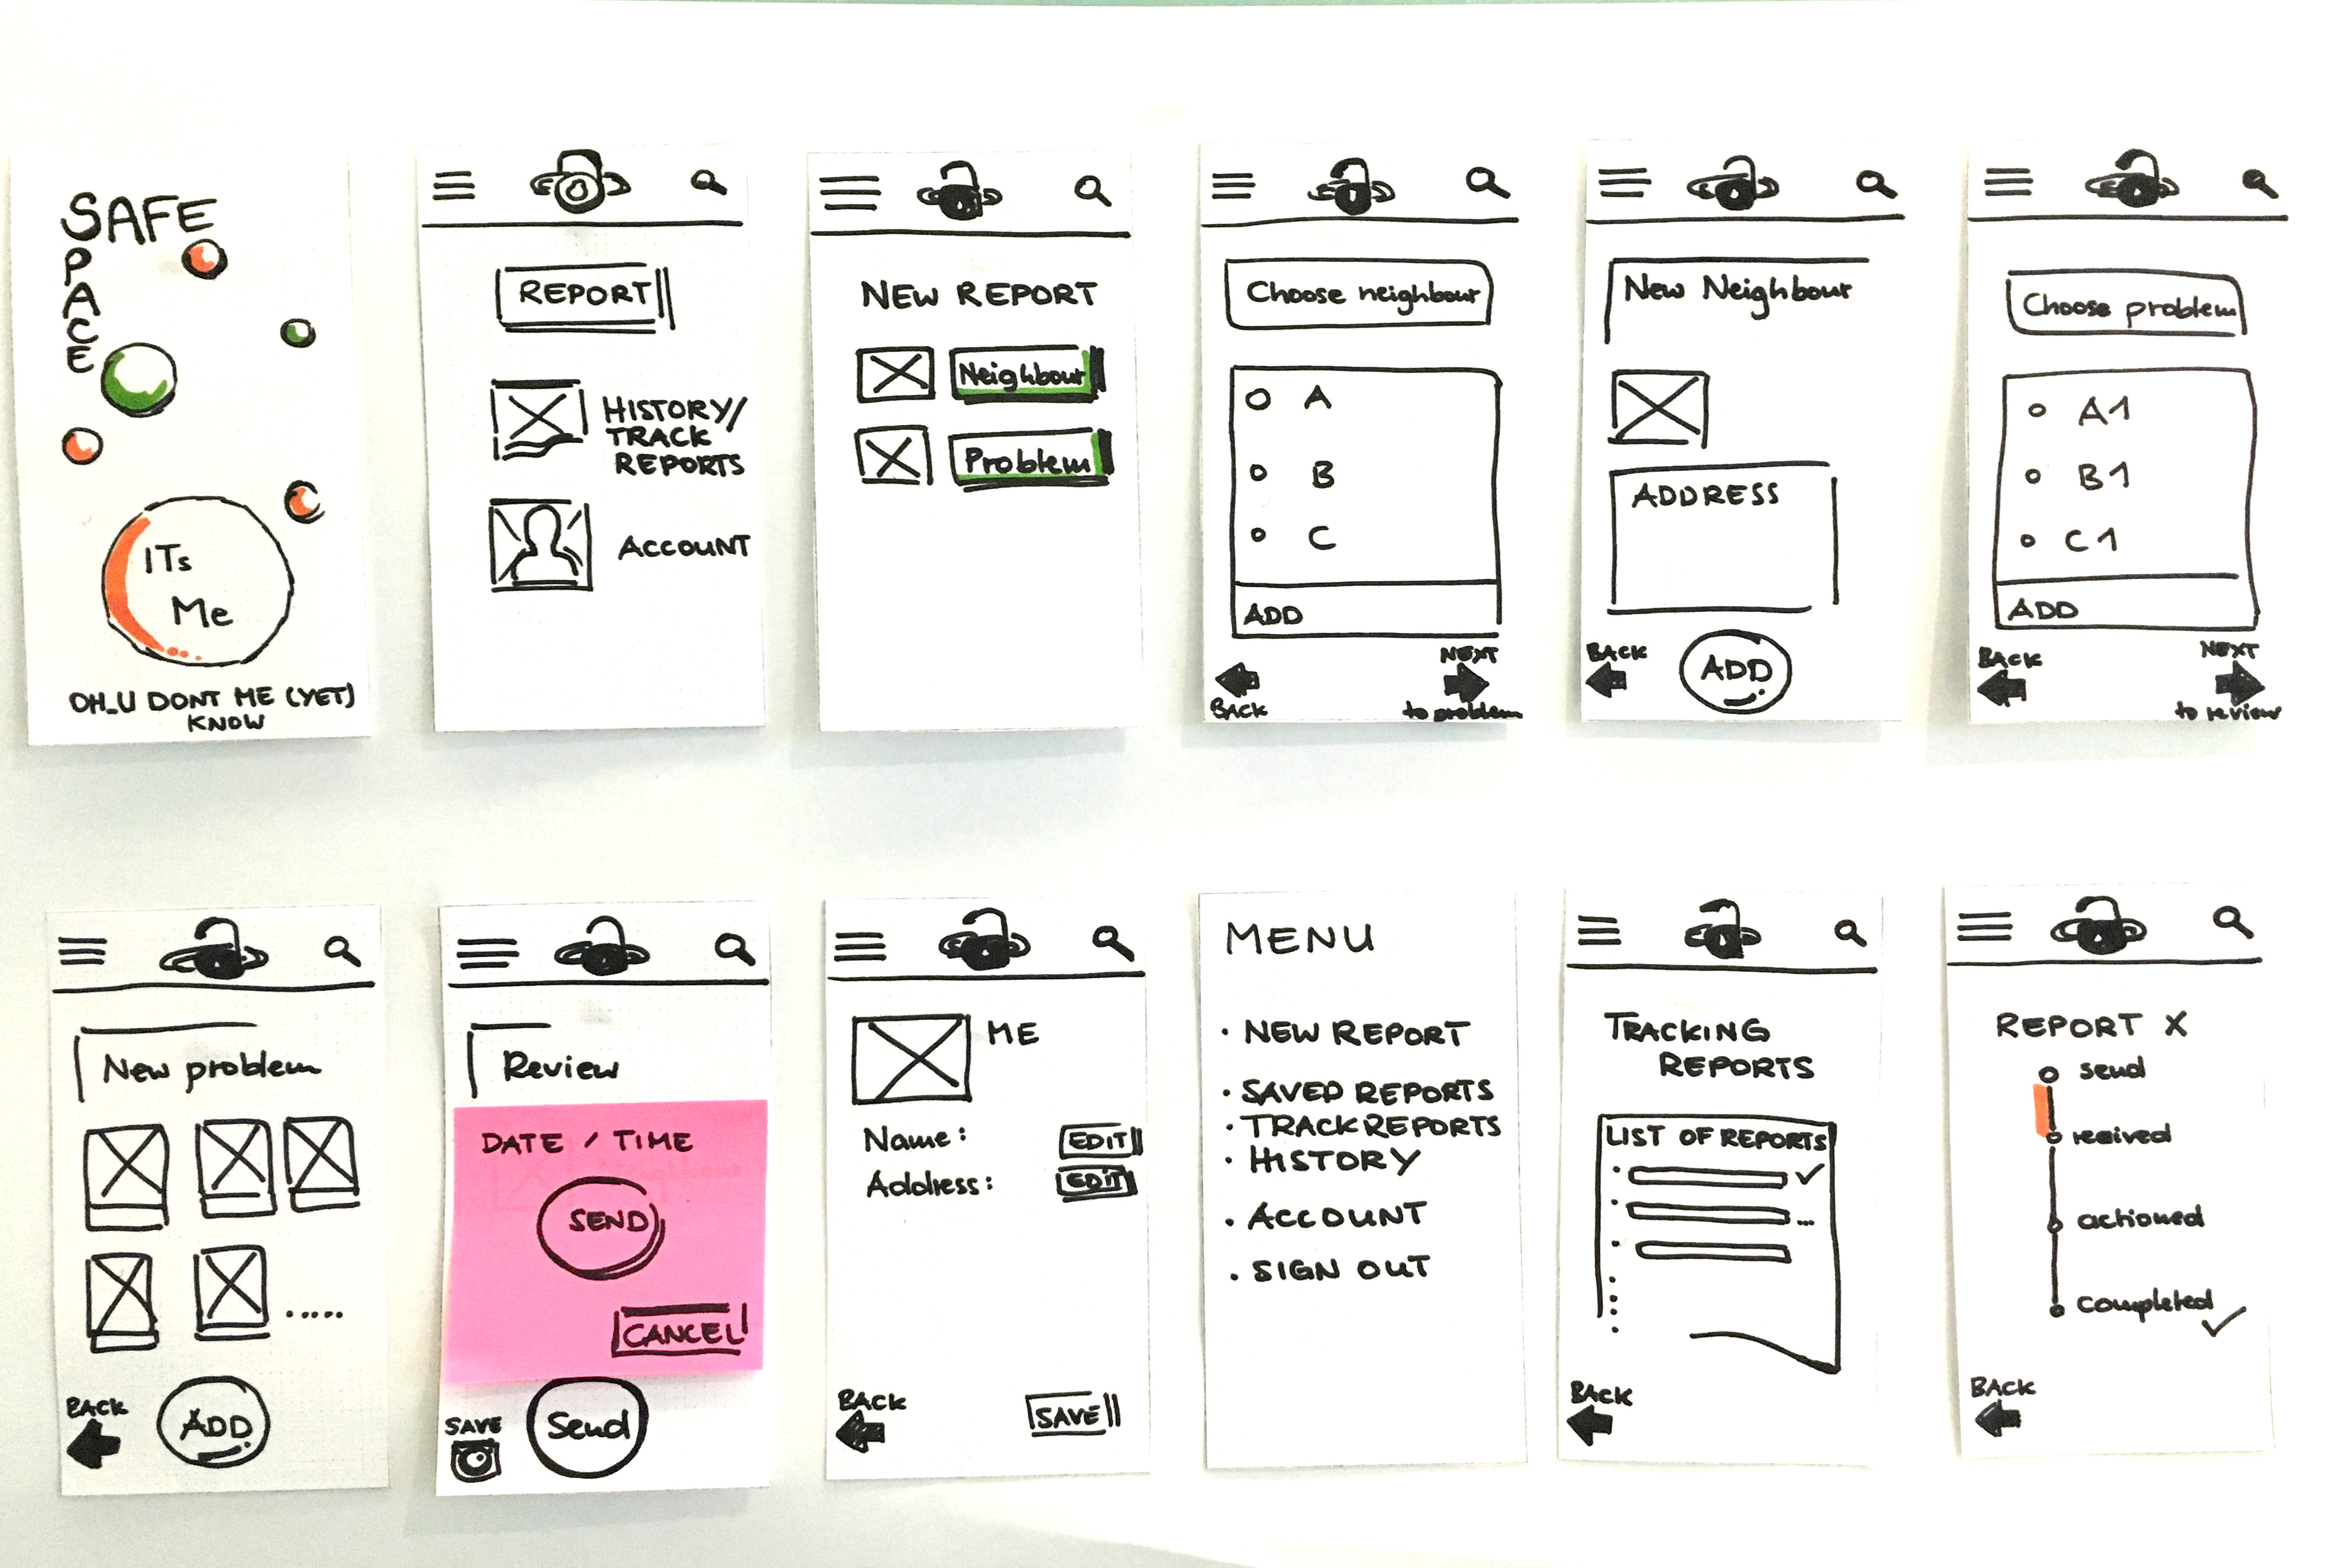 SAFE
SPACE
ITs
Me
OH_U DONT ME (YET)
KNOW
REPORT
HISTORY/
TRACK
REPORTS
ACCOUNT
NEW REPORT
Neighbour
Problem
Choose neighbour
A
B
C
ADD
BACK
NEXT
to problem
New Neighbour
ADDRESS
BACK
ADD
Choose problem
A1
B1
C1
ADD
BACK
NEXT
to review
New problem
.....
BACK
ADD
Review
DATE / TIME
SEND
CANCEL
SAVE
Send
ME
Name: EDIT
Address: EDIT
BACK
SAVE
MENU
· NEW REPORT
· SAVED REPORTS
· TRACK REPORTS
· HISTORY
· ACCOUNT
· SIGN OUT
TRACKING
REPORTS
LIST OF REPORTS
...
BACK
REPORT X
send
reeived
actioned
completed
BACK